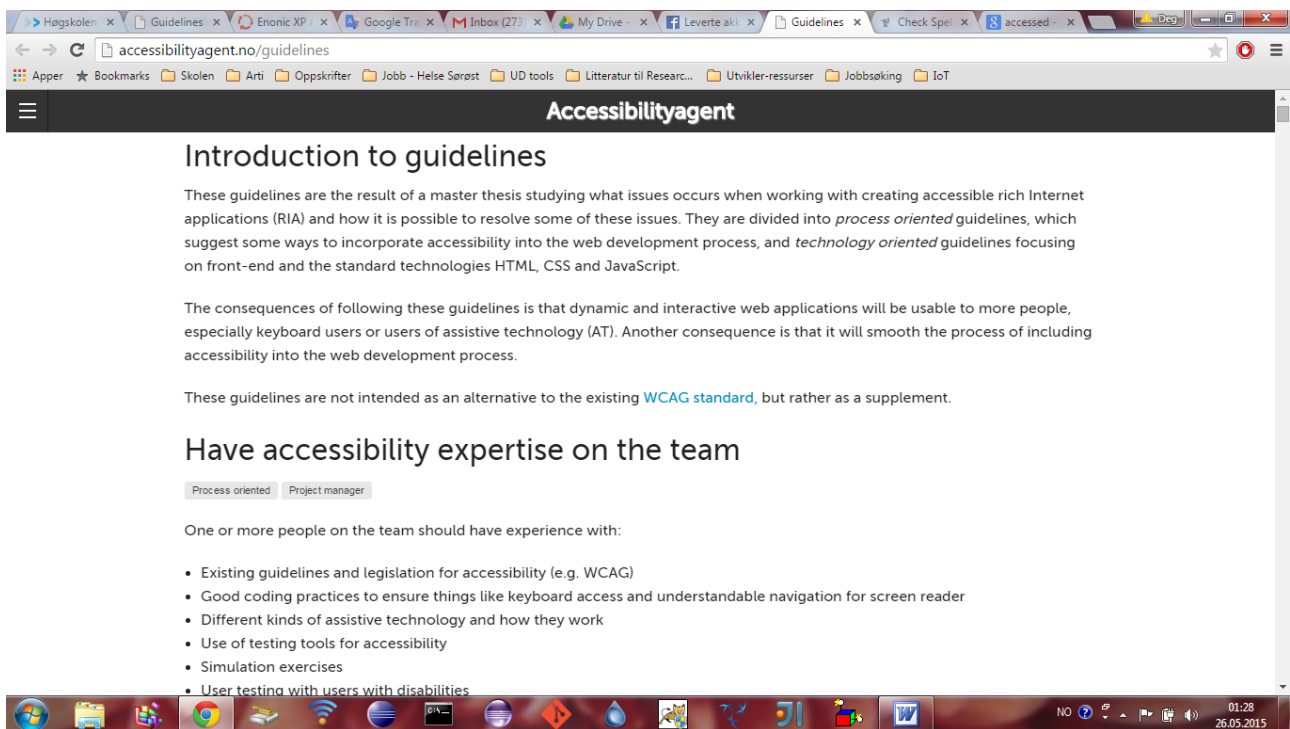 Høgskolen
Guidelines
Enonic XP /
Google Tra
Inbox (273)
My Drive -
Leverte akk
Guidelines
Check Spel
accessed -
Deg
accessibilityagent.no/guidelines
Apper Bookmarks Skolen Arti Oppskrifter Jobb - Helse Sørøst UD tools Litteratur til Researc... Utvikler-ressurser Jobbsøking IoT
Accessibilityagent
Introduction to guidelines
These guidelines are the result of a master thesis studying what issues occurs when working with creating accessible rich Internet
applications (RIA) and how it is possible to resolve some of these issues. They are divided into process oriented guidelines, which
suggest some ways to incorporate accessibility into the web development process, and technology oriented guidelines focusing
on front-end and the standard technologies HTML, CSS and JavaScript.
The consequences of following these guidelines is that dynamic and interactive web applications will be usable to more people,
especially keyboard users or users of assistive technology (AT). Another consequence is that it will smooth the process of including
accessibility into the web development process.
These guidelines are not intended as an alternative to the existing WCAG standard, but rather as a supplement.
Have accessibility expertise on the team
Process oriented Project manager
One or more people on the team should have experience with:
• Existing guidelines and legislation for accessibility (e.g. WCAG)
• Good coding practices to ensure things like keyboard access and understandable navigation for screen reader
• Different kinds of assistive technology and how they work
• Use of testing tools for accessibility
• Simulation exercises
• User testing with users with disabilities
NO
01:28
26.05.2015